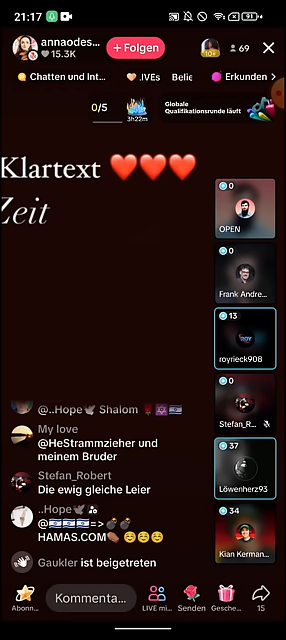 21:17
91
annaodes...
15.3K
+ Folgen
10+
69
Chatten und Int...
.IVEs
Belie
Erkunden >
0/5
3h22m
Globale
Qualifikationsrunde läuft
Klartext ❤️❤️❤️
Zeit
0
OPEN
0
Frank Andre...
13
ROY
royrieck908
0
Stefan_R...
37
Löwenherz93
34
Kian Kerman...
@..Hope🕊 Shalom 🌹🔯🇮🇱
My love
@HeStrammzieher und
meinem Bruder
Stefan_Robert
Die ewig gleiche Leier
..Hope🕊
@🇮🇱🇮🇱🇮🇱=>💣💣
HAMAS.COM⚰️ ☺️☺️☺️
Gaukler ist beigetreten
Abonn...
Kommenta...
LIVE mi...
Senden
Gesche...
15